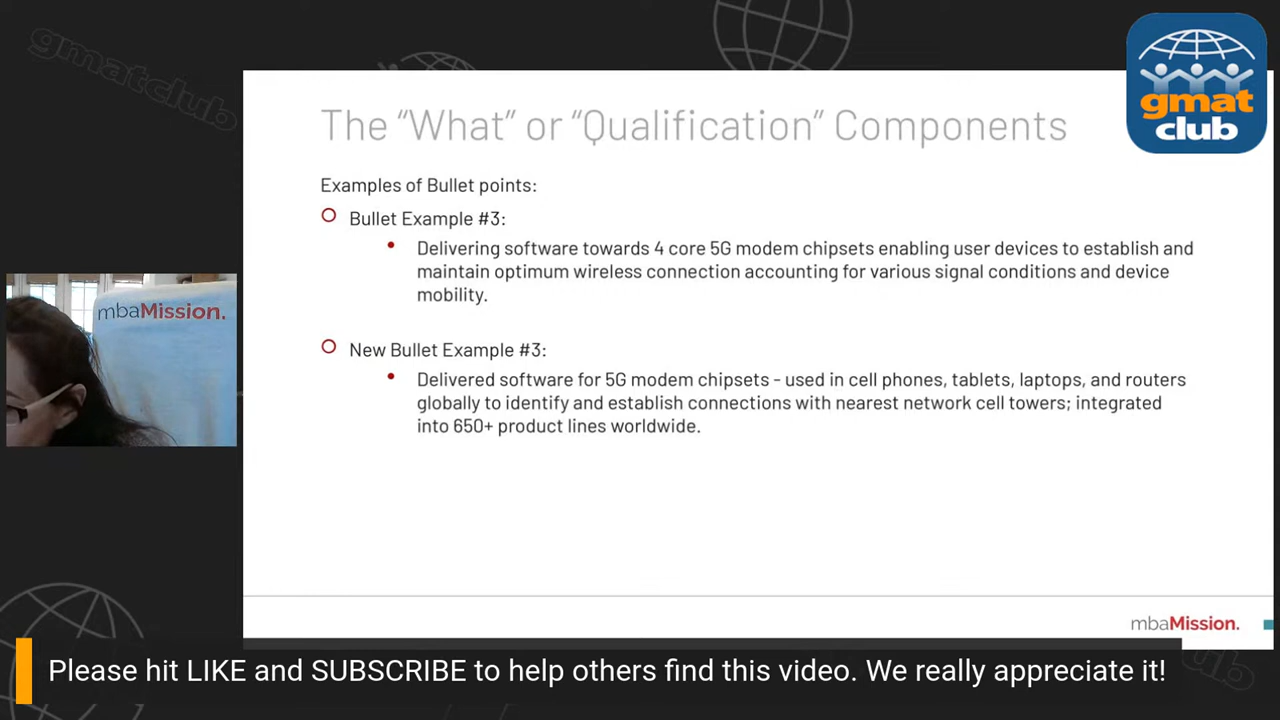 gmatclub
gmat
club
The “What” or “Qualification” Components
Examples of Bullet points:
Bullet Example #3:
Delivering software towards 4 core 5G modem chipsets enabling user devices to establish and
maintain optimum wireless connection accounting for various signal conditions and device
mobility.
New Bullet Example #3:
Delivered software for 5G modem chipsets - used in cell phones, tablets, laptops, and routers
globally to identify and establish connections with nearest network cell towers; integrated
into 650+ product lines worldwide.
mbaMission.
mbaMission.
Please hit LIKE and SUBSCRIBE to help others find this video. We really appreciate it!